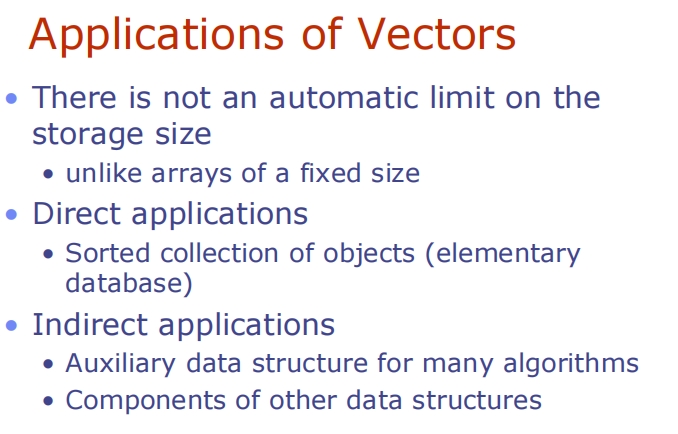 Applications of Vectors
• There is not an automatic limit on the
storage size
• unlike arrays of a fixed size
• Direct applications
• Sorted collection of objects (elementary
database)
• Indirect applications
• Auxiliary data structure for many algorithms
• Components of other data structures